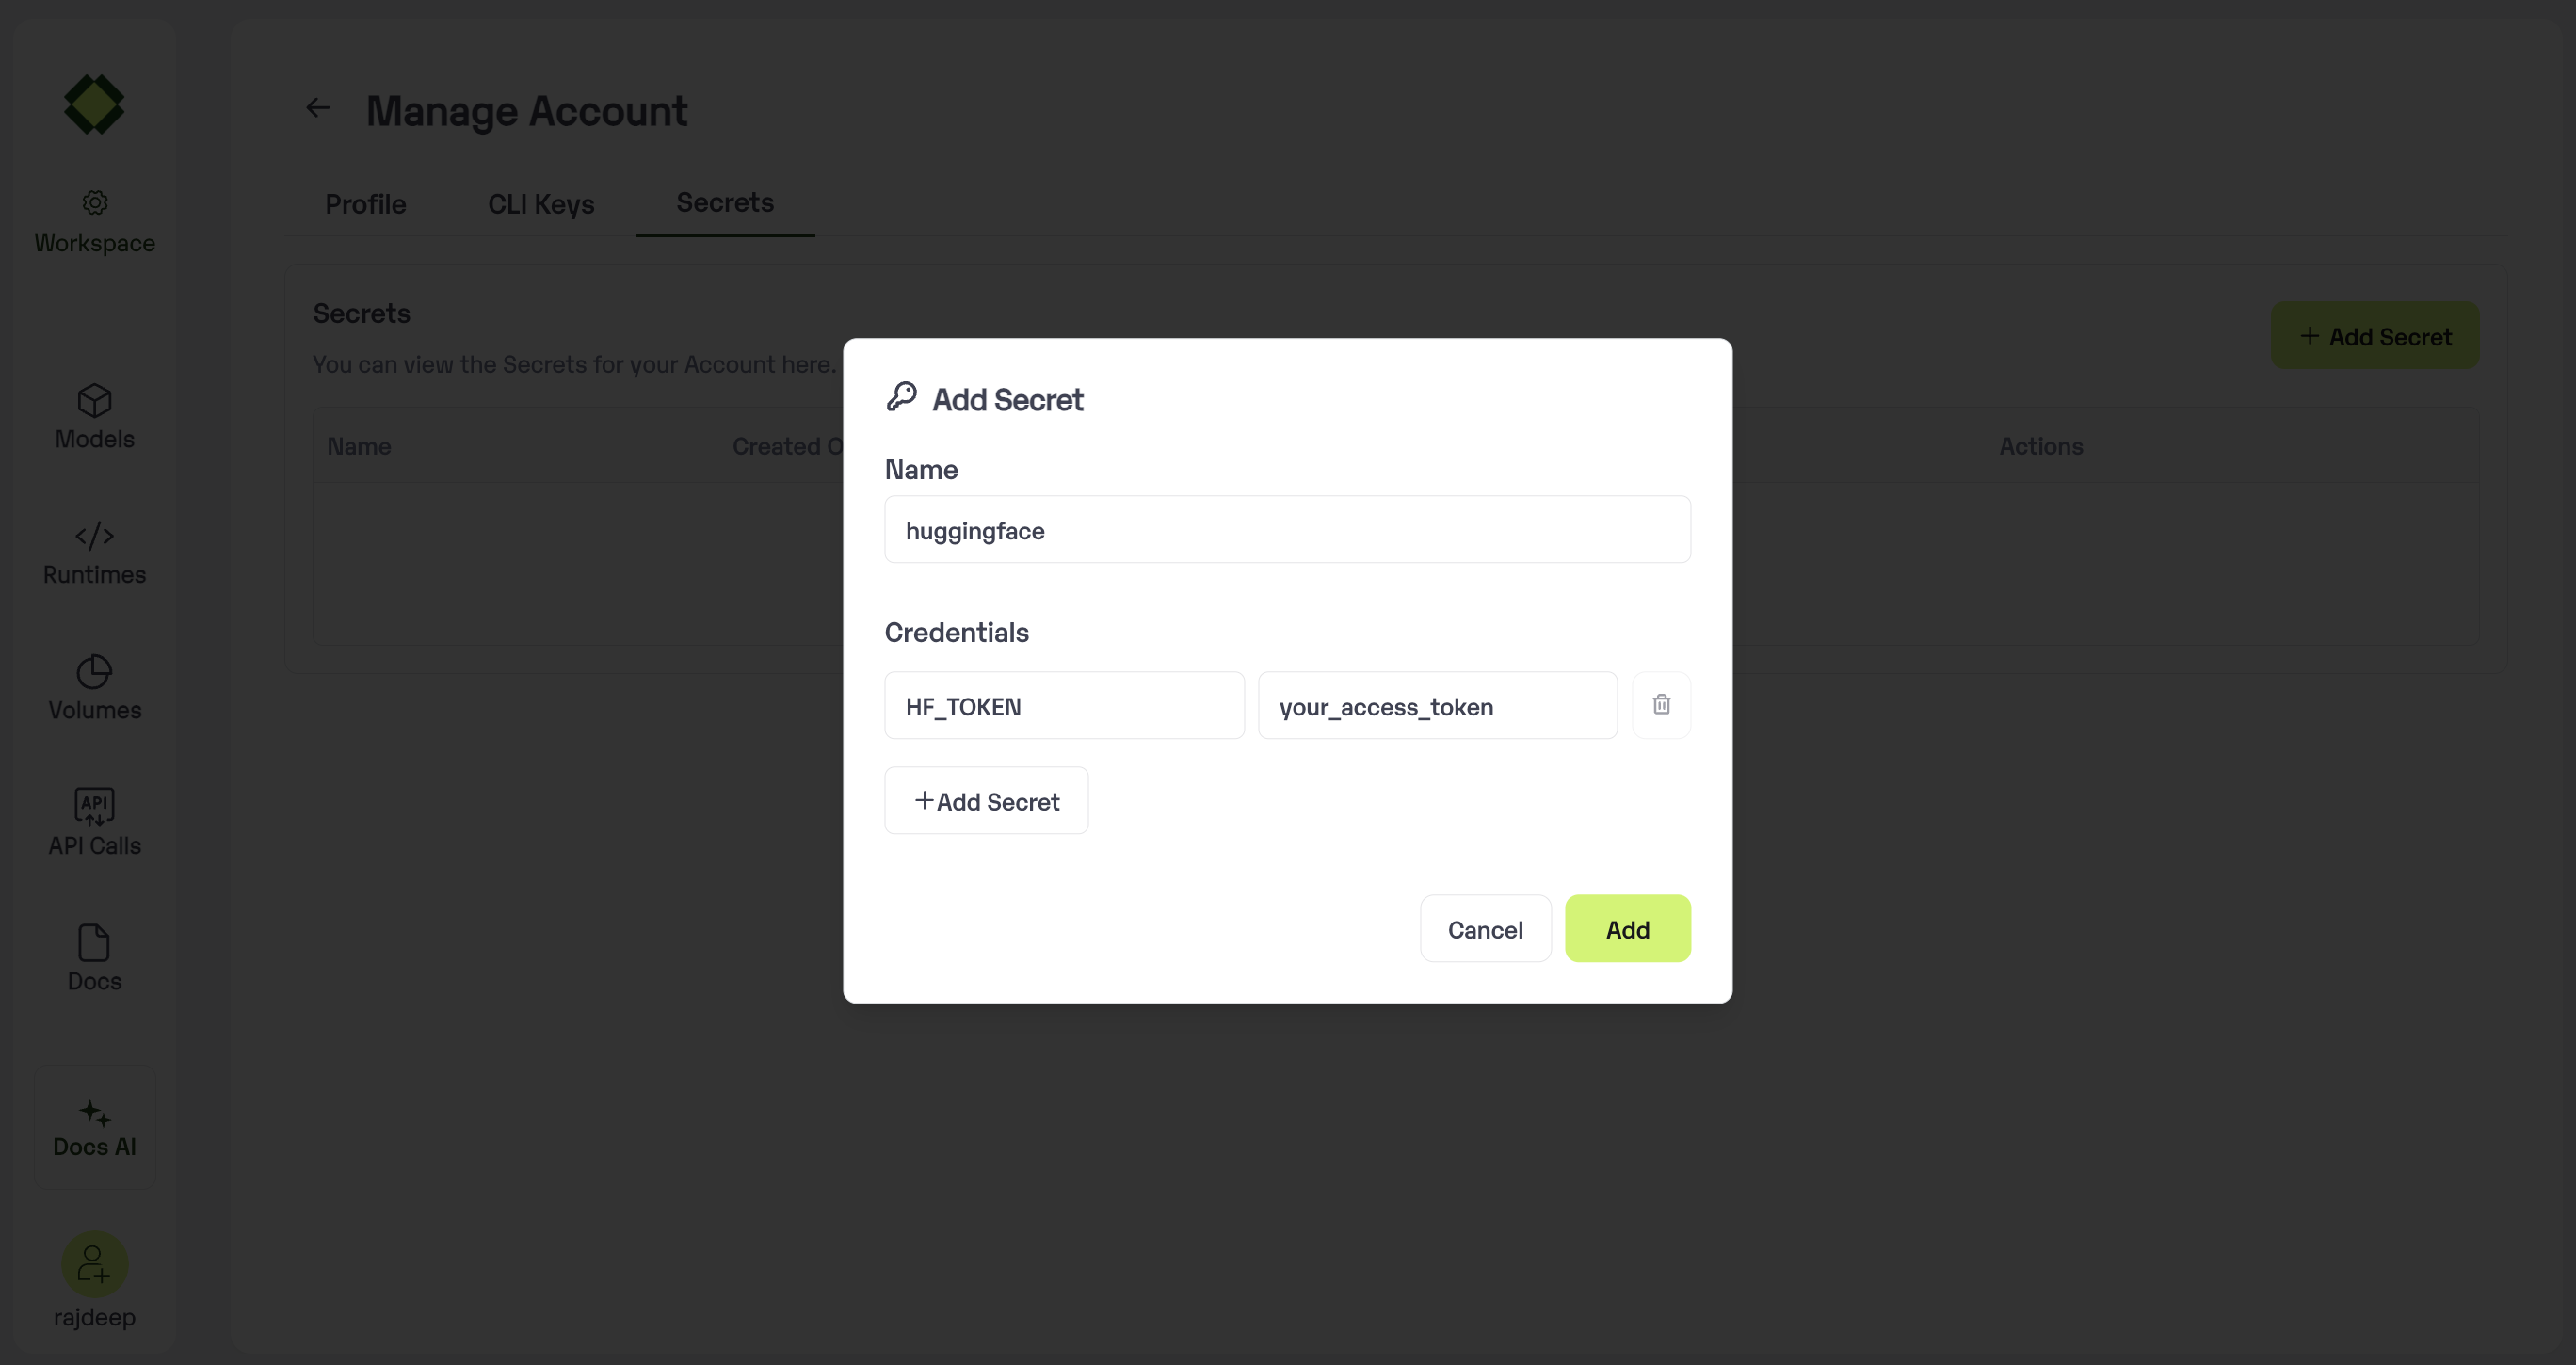 Workspace
Models
Runtimes
Volumes
API
API Calls
Docs
Docs AI
rajdeep
Manage Account
Profile
CLI Keys
Secrets
Secrets
You can view the Secrets for your Account here.
+ Add Secret
Name
Created O
Actions
Add Secret
Name
huggingface
Credentials
HF_TOKEN
your_access_token
+Add Secret
Cancel
Add